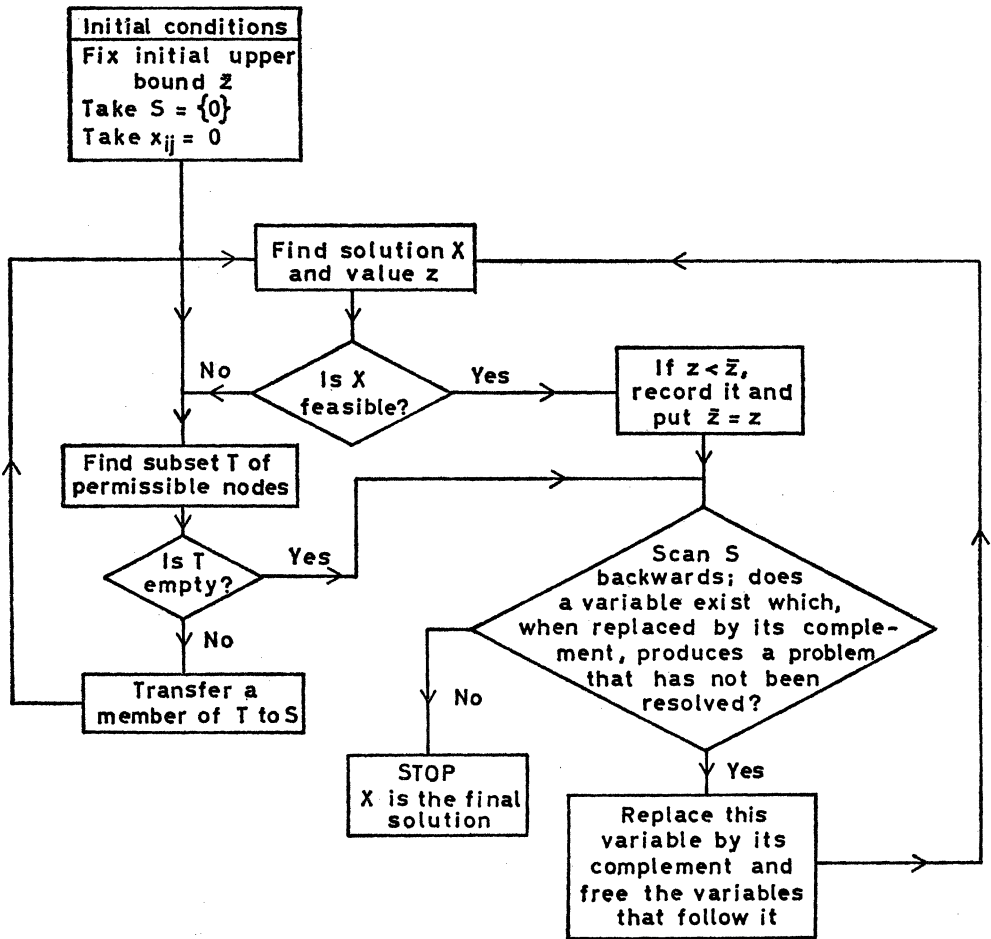 Initial conditions
Fix initial upper
bound z̄
Take S = {0}
Take xij = 0
Find solution X
and value z
Is X
feasible?
No
Yes
If z < z̄,
record it and
put z̄ = z
Find subset T of
permissible nodes
Is T
empty?
Yes
No
Transfer a
member of T to S
Scan S
backwards; does
a variable exist which,
when replaced by its comple-
ment, produces a problem
that has not been
resolved?
No
Yes
STOP
X is the final
solution
Replace this
variable by its
complement and
free the variables
that follow it